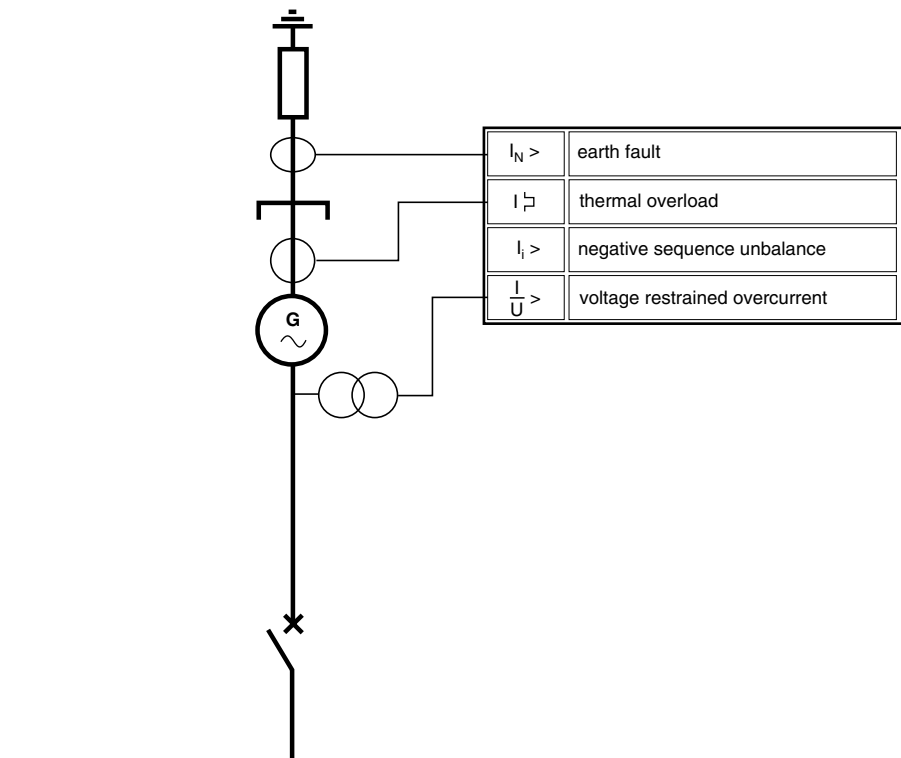 I_N > earth fault
I thermal overload
I_i > negative sequence unbalance
I/U > voltage restrained overcurrent
G